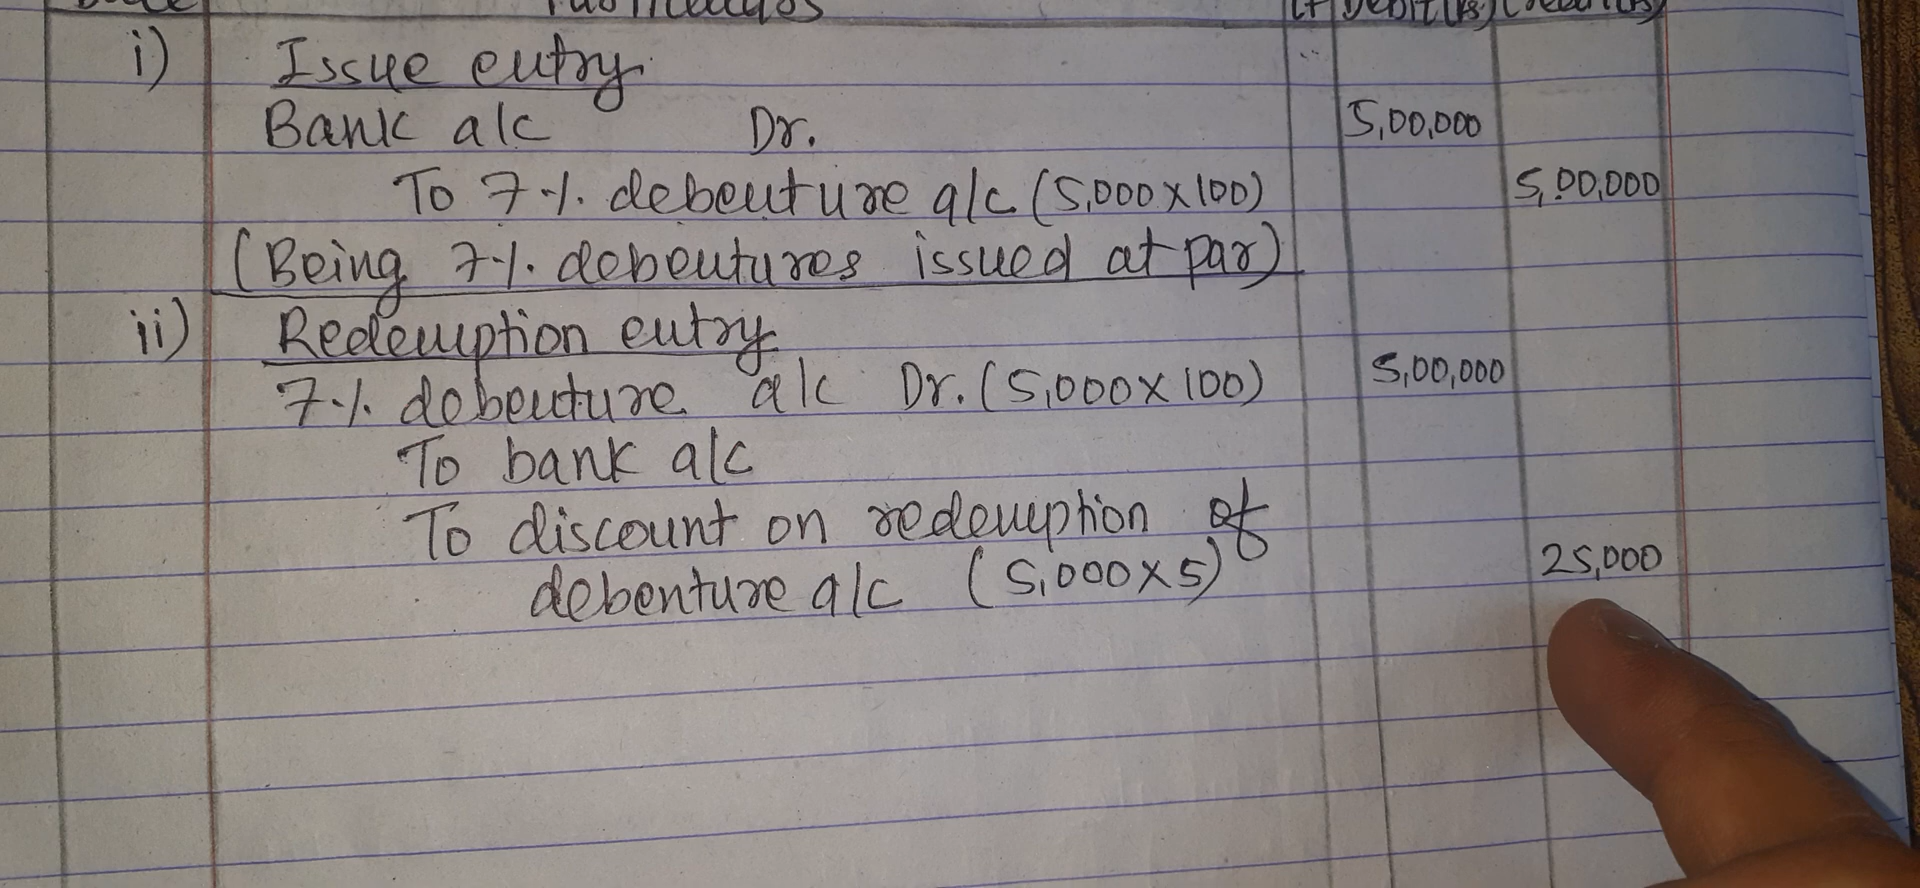 i) Issue entry
Bank a/c Dr. 5,00,000
To 7% debenture a/c (5,000 x 100) 5,00,000
(Being 7% debentures issued at par)
ii) Redemption entry
7% debenture a/c Dr. (5,000 x 100) 5,00,000
To bank a/c
To discount on redemption of
debenture a/c (5,000 x 5) 25,000